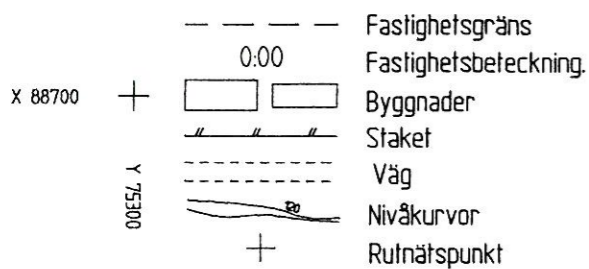 Fastighetsgräns
0:00 Fastighetsbeteckning.
X 88700 Byggnader
Staket
Väg
Y 75300
Nivåkurvor
Rutnätspunkt